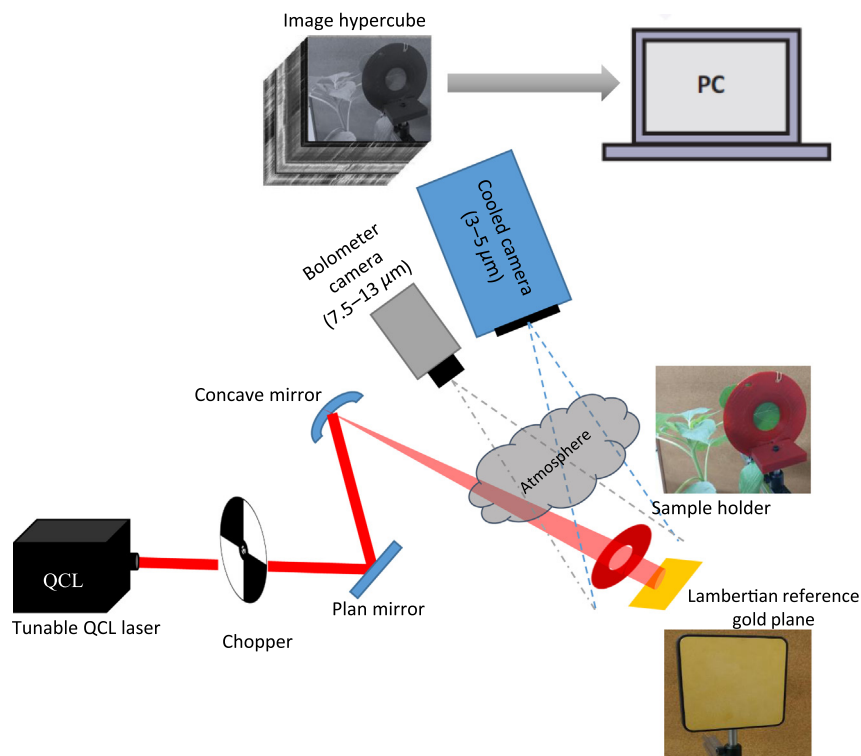 Image hypercube
PC
Cooled camera
(3–5 µm)
Bolometer
camera
(7.5–13 µm)
Concave mirror
Atmosphere
Sample holder
QCL
Tunable QCL laser
Chopper
Plan mirror
Lambertian reference
gold plane